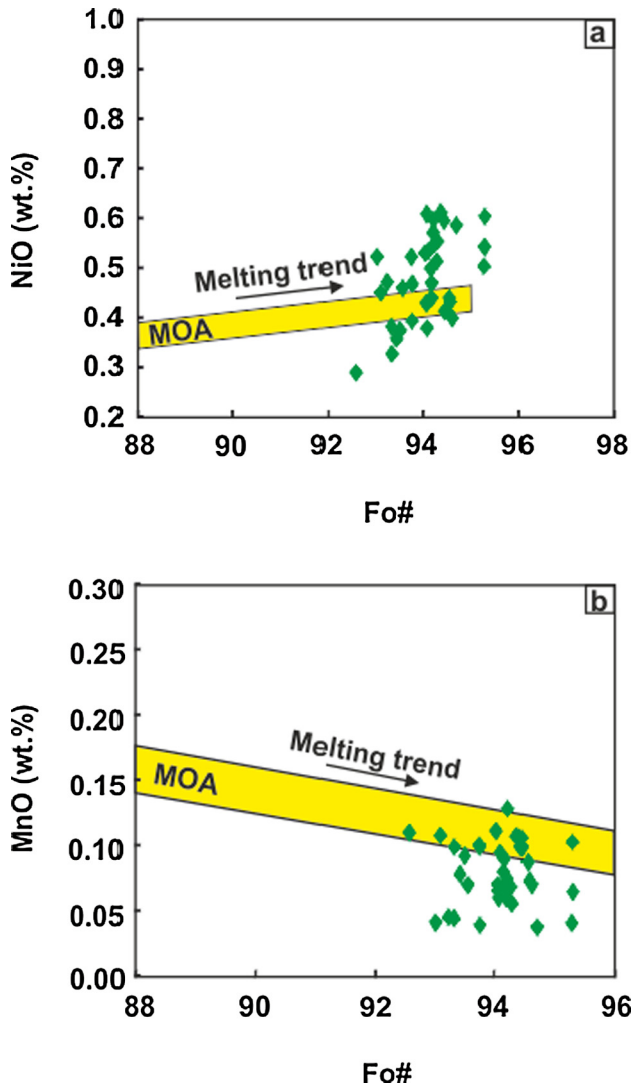 1.0
a
0.9
0.8
0.7
0.6
0.5
0.4
0.3
0.2
NiO (wt.%)
Melting trend
MOA
88 90 92 94 96 98
Fo#
0.30
b
0.25
0.20
0.15
0.10
0.05
0.00
MnO (wt.%)
Melting trend
MOA
88 90 92 94 96
Fo#